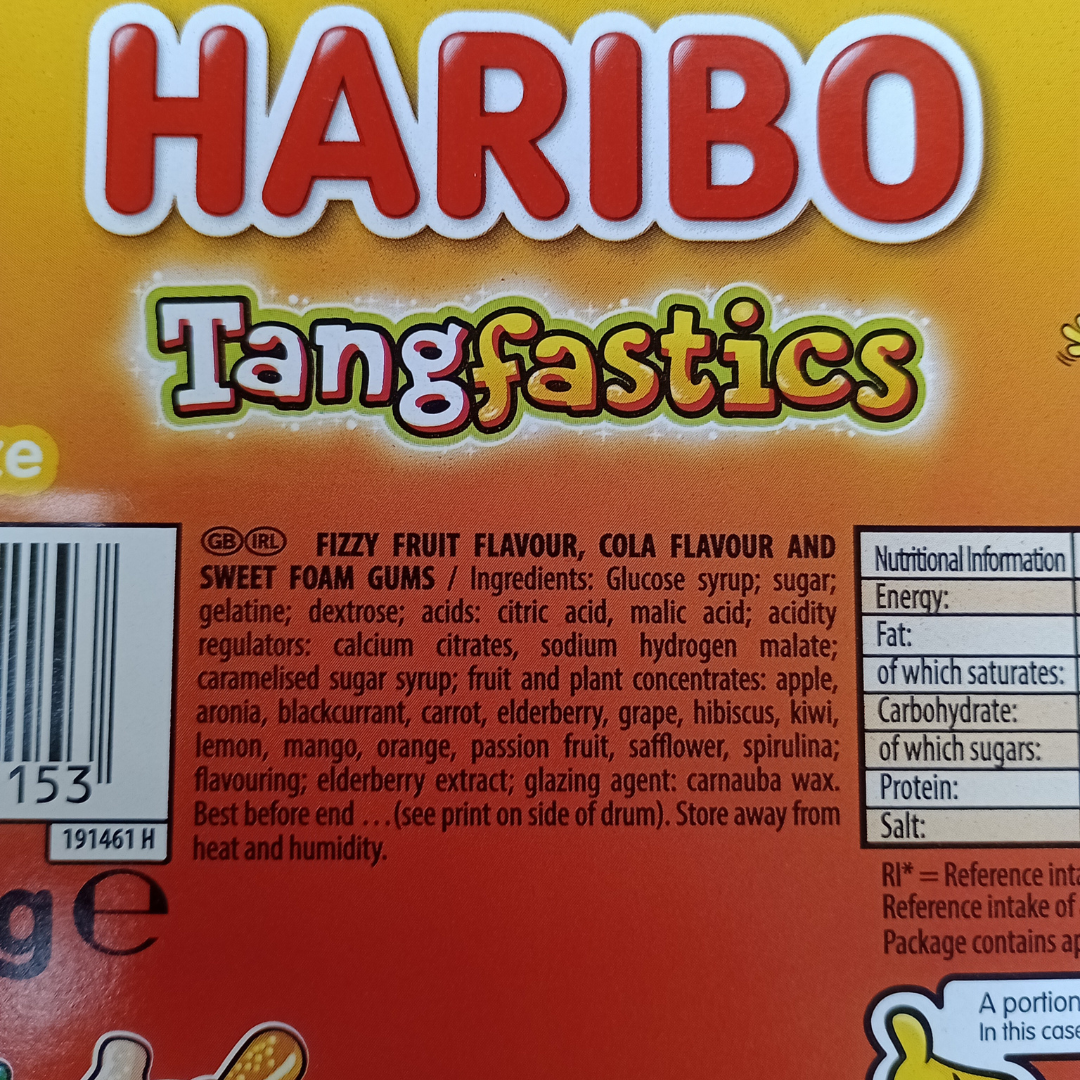 HARIBO
Tangfastics
GB IRL FIZZY FRUIT FLAVOUR, COLA FLAVOUR AND
SWEET FOAM GUMS / Ingredients: Glucose syrup; sugar;
gelatine; dextrose; acids: citric acid, malic acid; acidity
regulators: calcium citrates, sodium hydrogen malate;
caramelised sugar syrup; fruit and plant concentrates: apple,
aronia, blackcurrant, carrot, elderberry, grape, hibiscus, kiwi,
lemon, mango, orange, passion fruit, safflower, spirulina;
flavouring; elderberry extract; glazing agent: carnauba wax.
Best before end ...(see print on side of drum). Store away from
heat and humidity.
153
191461 H
g e
Nutritional Information
Energy:
Fat:
of which saturates:
Carbohydrate:
of which sugars:
Protein:
Salt:
RI* = Reference
Reference intake of
Package contains
A portion
In this case